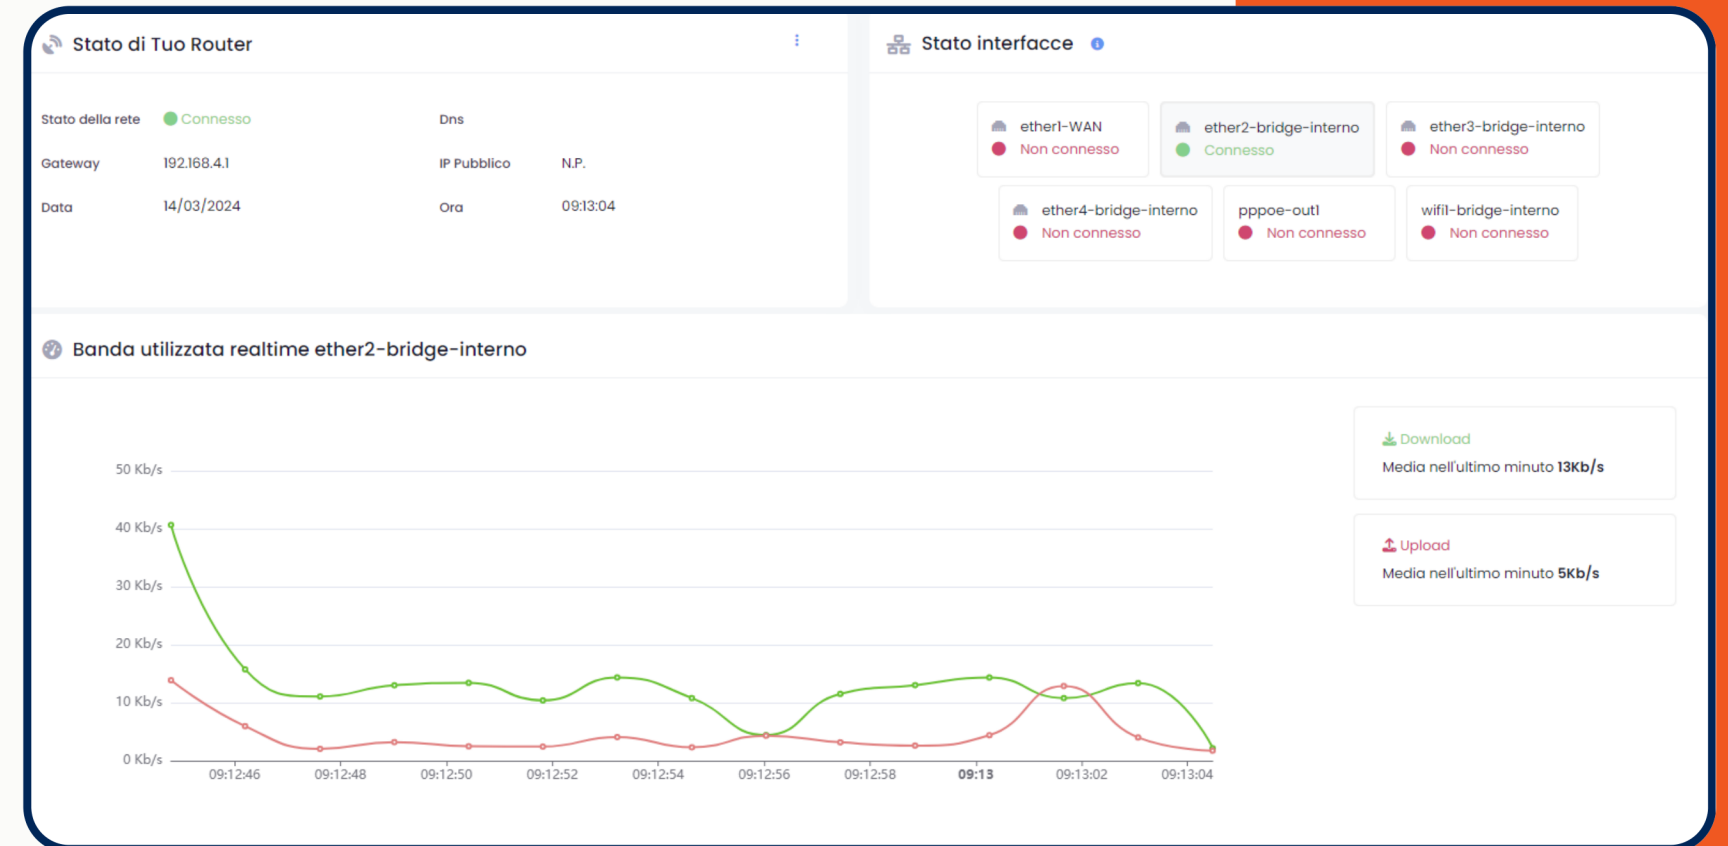 Stato di Tuo Router
Stato della rete Connesso Dns
Gateway 192.168.4.1 IP Pubblico N.P.
Data 14/03/2024 Ora 09:13:04
Stato interfacce
ether1-WAN
Non connesso
ether2-bridge-interno
Connesso
ether3-bridge-interno
Non connesso
ether4-bridge-interno
Non connesso
pppoe-out1
Non connesso
wifi1-bridge-interno
Non connesso
Banda utilizzata realtime ether2-bridge-interno
50 Kb/s
40 Kb/s
30 Kb/s
20 Kb/s
10 Kb/s
0 Kb/s
09:12:46 09:12:48 09:12:50 09:12:52 09:12:54 09:12:56 09:12:58 09:13 09:13:02 09:13:04
Download
Media nell'ultimo minuto 13Kb/s
Upload
Media nell'ultimo minuto 5Kb/s